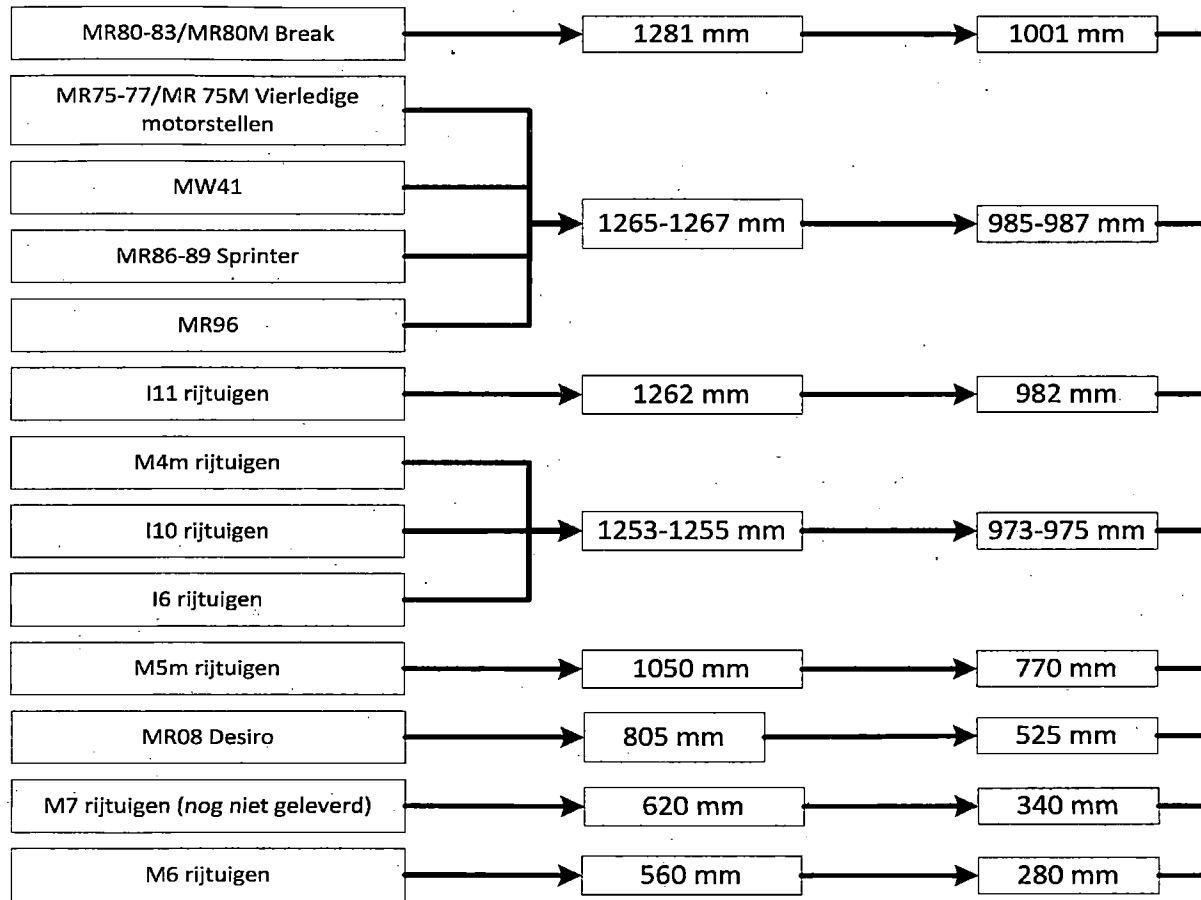 MR80-83/MR80M Break
1281 mm
1001 mm
MR75-77/MR 75M Vierledige
motorstellen
MW41
MR86-89 Sprinter
MR96
1265-1267 mm
985-987 mm
I11 rijtuigen
1262 mm
982 mm
M4m rijtuigen
I10 rijtuigen
I6 rijtuigen
1253-1255 mm
973-975 mm
M5m rijtuigen
1050 mm
770 mm
MR08 Desiro
805 mm
525 mm
M7 rijtuigen (nog niet geleverd)
620 mm
340 mm
M6 rijtuigen
560 mm
280 mm